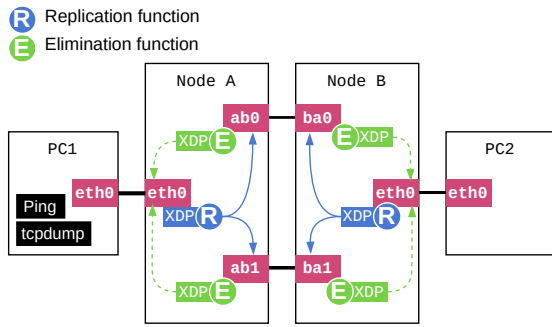 R Replication function
E Elimination function
Node A
Node B
ab0
ba0
XDP E
E XDP
PC1
PC2
eth0
eth0
eth0
eth0
Ping
XDP R
XDP R
tcpdump
ab1
ba1
XDP E
E XDP